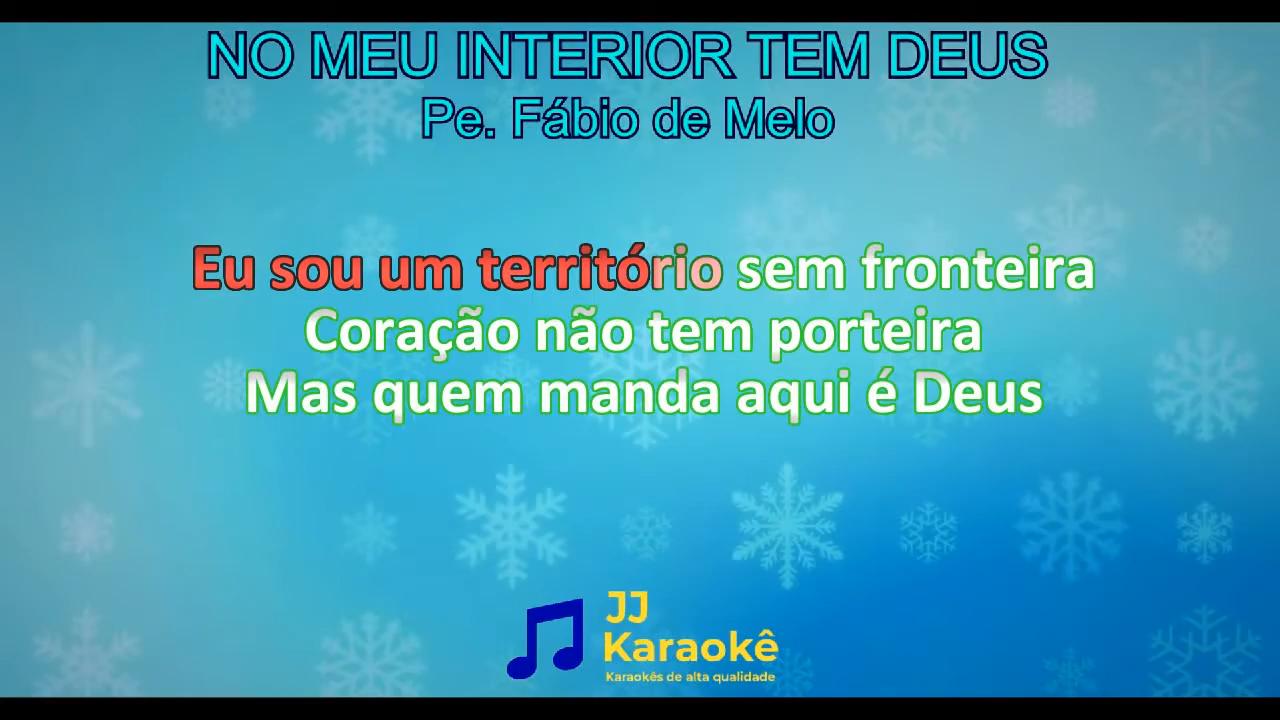 NO MEU INTERIOR TEM DEUS
Pe. Fábio de Melo
Eu sou um território sem fronteira
Coração não tem porteira
Mas quem manda aqui é Deus
JJ
Karaokê
Karaokês de alta qualidade